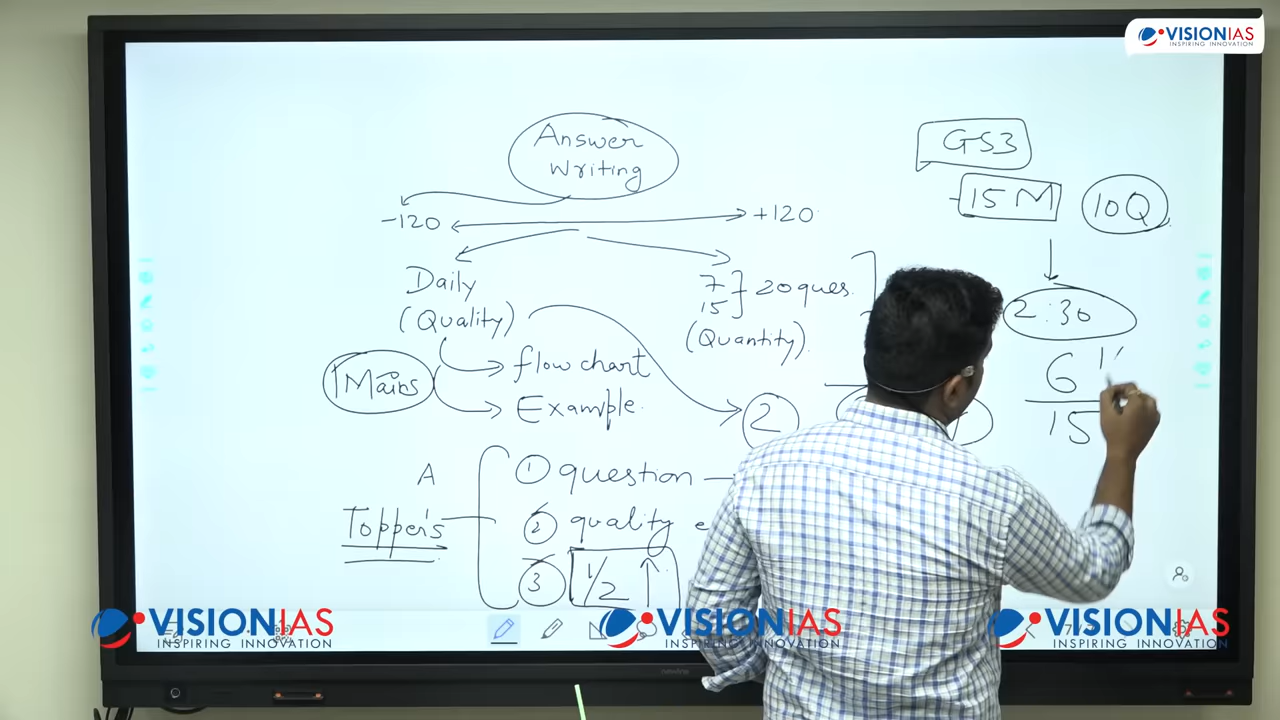 VISIONIAS
INSPIRING INNOVATION
Answer
Writing
-120
+120
Daily
(Quality)
flow chart
Example.
Mains
7
15
20 ques.
(Quantity).
2
A
Topper's
1 question
2 quality e
3 1/2
GS3
15 M
10Q
2:30
6
15
VISIONIAS
INSPIRING INNOVATION
VISIONIAS
INSPIRING INNOVATION
VISIONIAS
INSPIRING INNOVATION